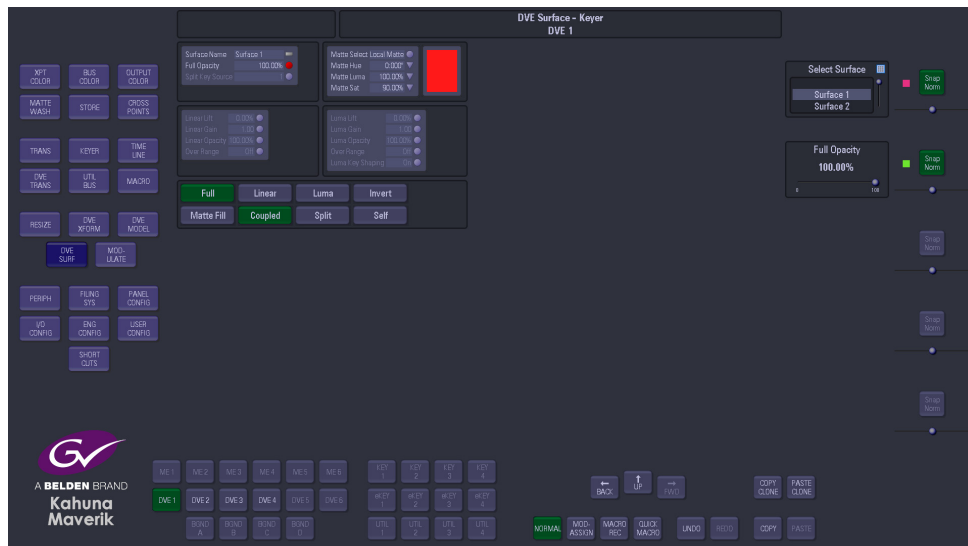 DVE Surface - Keyer
DVE 1
Surface Name Surface 1
Full Opacity 100.00%
Split Key Source 1
Matte Select Local Matte
Matte Hue 0.000°
Matte Luma 100.00%
Matte Sat 90.00%
Linear Lift 0.00%
Linear Gain 1.00
Linear Opacity 100.00%
Over Range Off
Luma Lift 0.00%
Luma Gain 1.00
Luma Opacity 100.00%
Over Range Off
Luma Key Shaping On
Full Linear Luma Invert
Matte Fill Coupled Split Self
Select Surface
Surface 1
Surface 2
Snap
Norm
Full Opacity
100.00%
0 100
Snap
Norm
Snap
Norm
Snap
Norm
Snap
Norm
XPT BUS OUTPUT
COLOR COLOR COLOR
MATTE STORE CROSS
WASH POINTS
TRANS KEYER TIME
LINE
DVE UTIL MACRO
TRANS BUS
RESIZE DVE DVE
XFORM MODEL
DVE MOD-
SURF ULATE
PERIPH FILING PANEL
SYS CONFIG
I/O ENG USER
CONFIG CONFIG CONFIG
SHORT
CUTS
GV
A BELDEN BRAND
Kahuna
Maverik
ME 1 ME 2 ME 3 ME 4 ME 5 ME 6
DVE 1 DVE 2 DVE 3 DVE 4 DVE 5 DVE 6
BGND BGND BGND BGND
A B C D
KEY KEY KEY KEY
1 2 3 4
eKEY eKEY eKEY eKEY
1 2 3 4
UTIL UTIL UTIL UTIL
1 2 3 4
BACK UP FWD
COPY PASTE
CLONE CLONE
NORMAL MOD- MACRO QUICK UNDO REDO COPY PASTE
ASSIGN REC MACRO